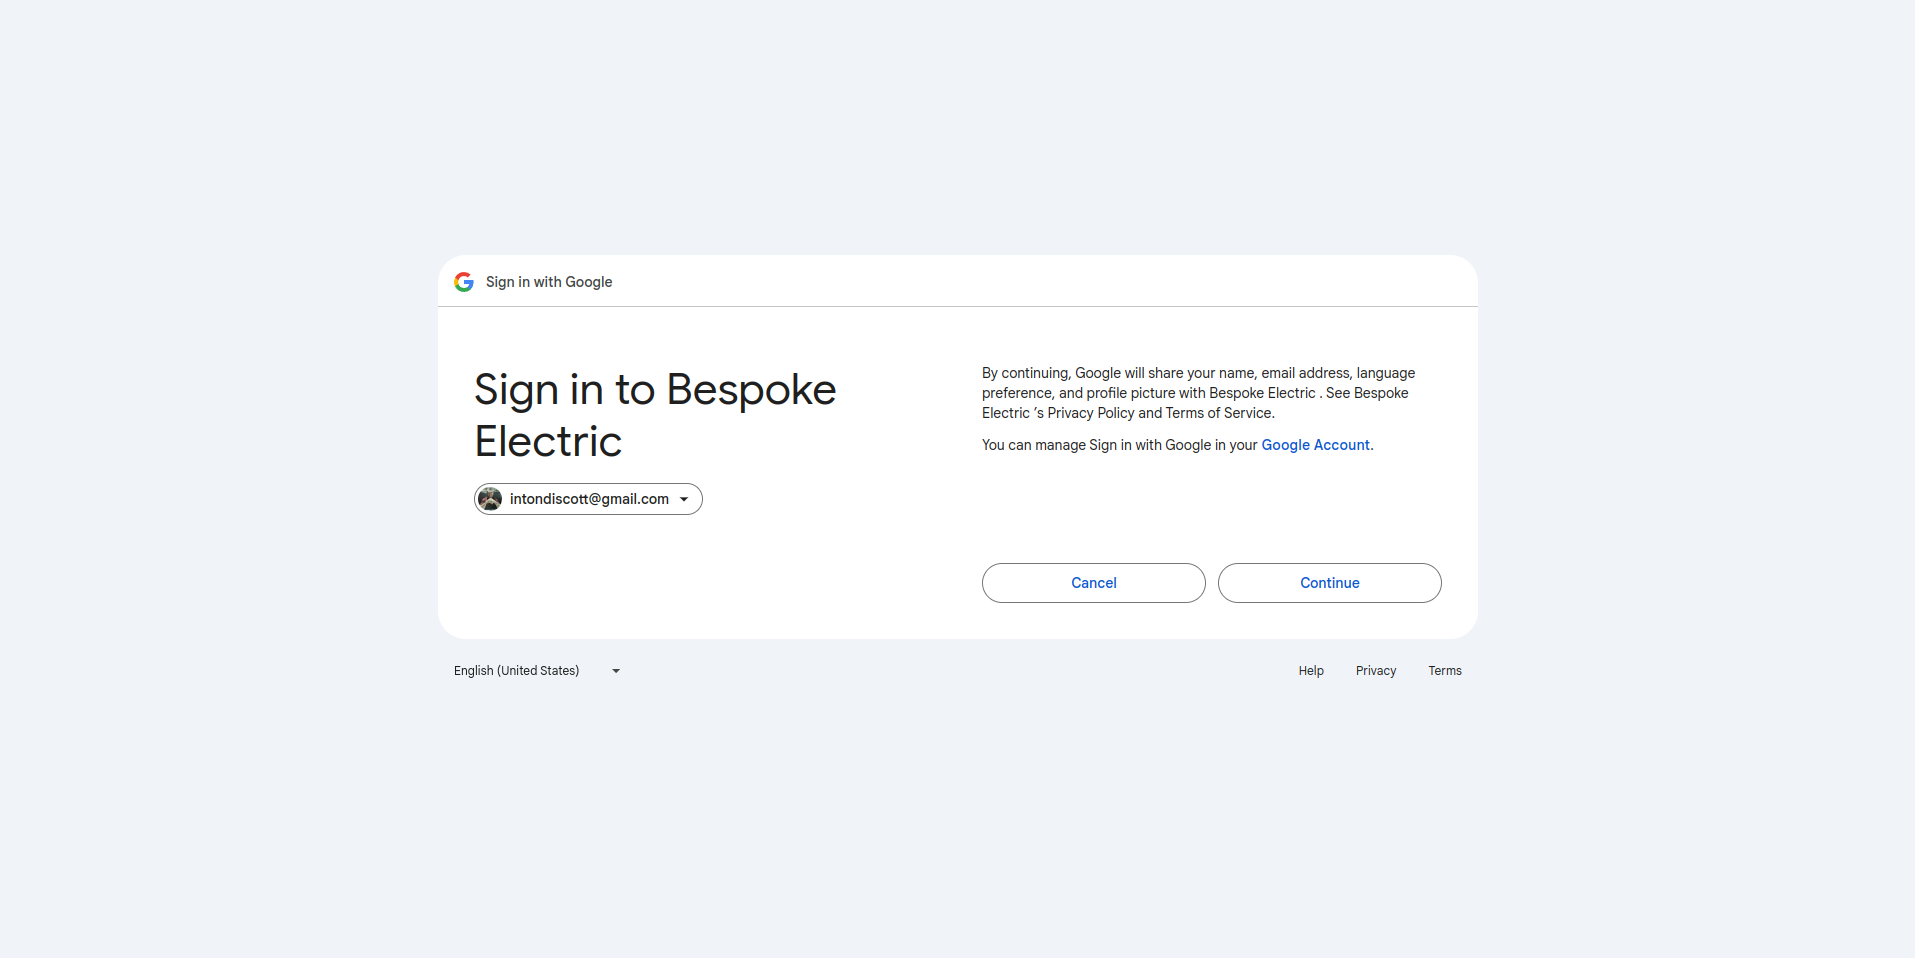 Sign in with Google
Sign in to Bespoke
Electric
intondiscott@gmail.com
By continuing, Google will share your name, email address, language
preference, and profile picture with Bespoke Electric . See Bespoke
Electric ’s Privacy Policy and Terms of Service.
You can manage Sign in with Google in your Google Account.
Cancel
Continue
English (United States)
Help
Privacy
Terms